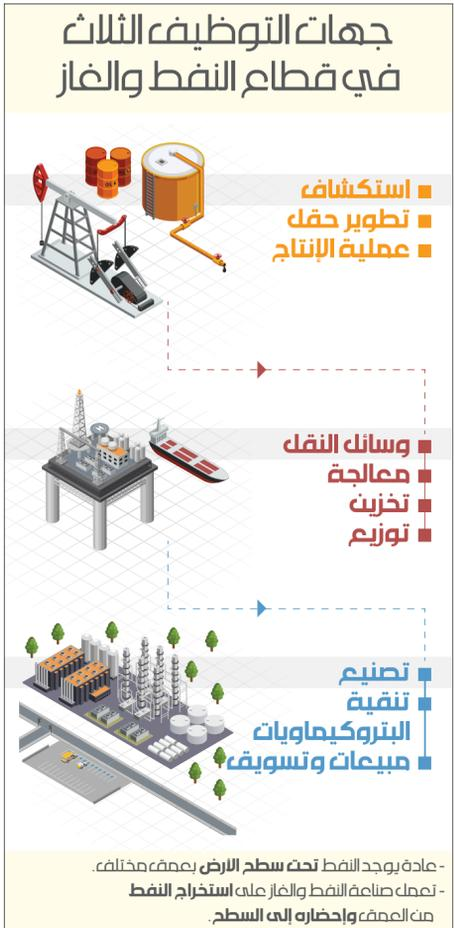 جهات التوظيف الثلاث
في قطاع النفط والغاز
استكشاف
تطوير حقل
عملية الإنتاج
وسائل النقل
معالجة
تخزين
توزيع
تصنيع
تنقية
البتروكيماويات
مبيعات وتسويق
- عادة يوجد النفط تحت سطح الأرض بعمق مختلف.
- تعمل صناعة النفط والغاز على استخراج النفط
من العمق وإحضاره إلى السطح.